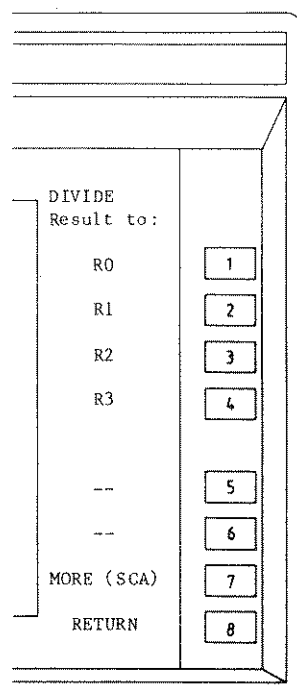 DIVIDE
Result to:
R0 1
R1 2
R2 3
R3 4
-- 5
-- 6
MORE (SCA) 7
RETURN 8